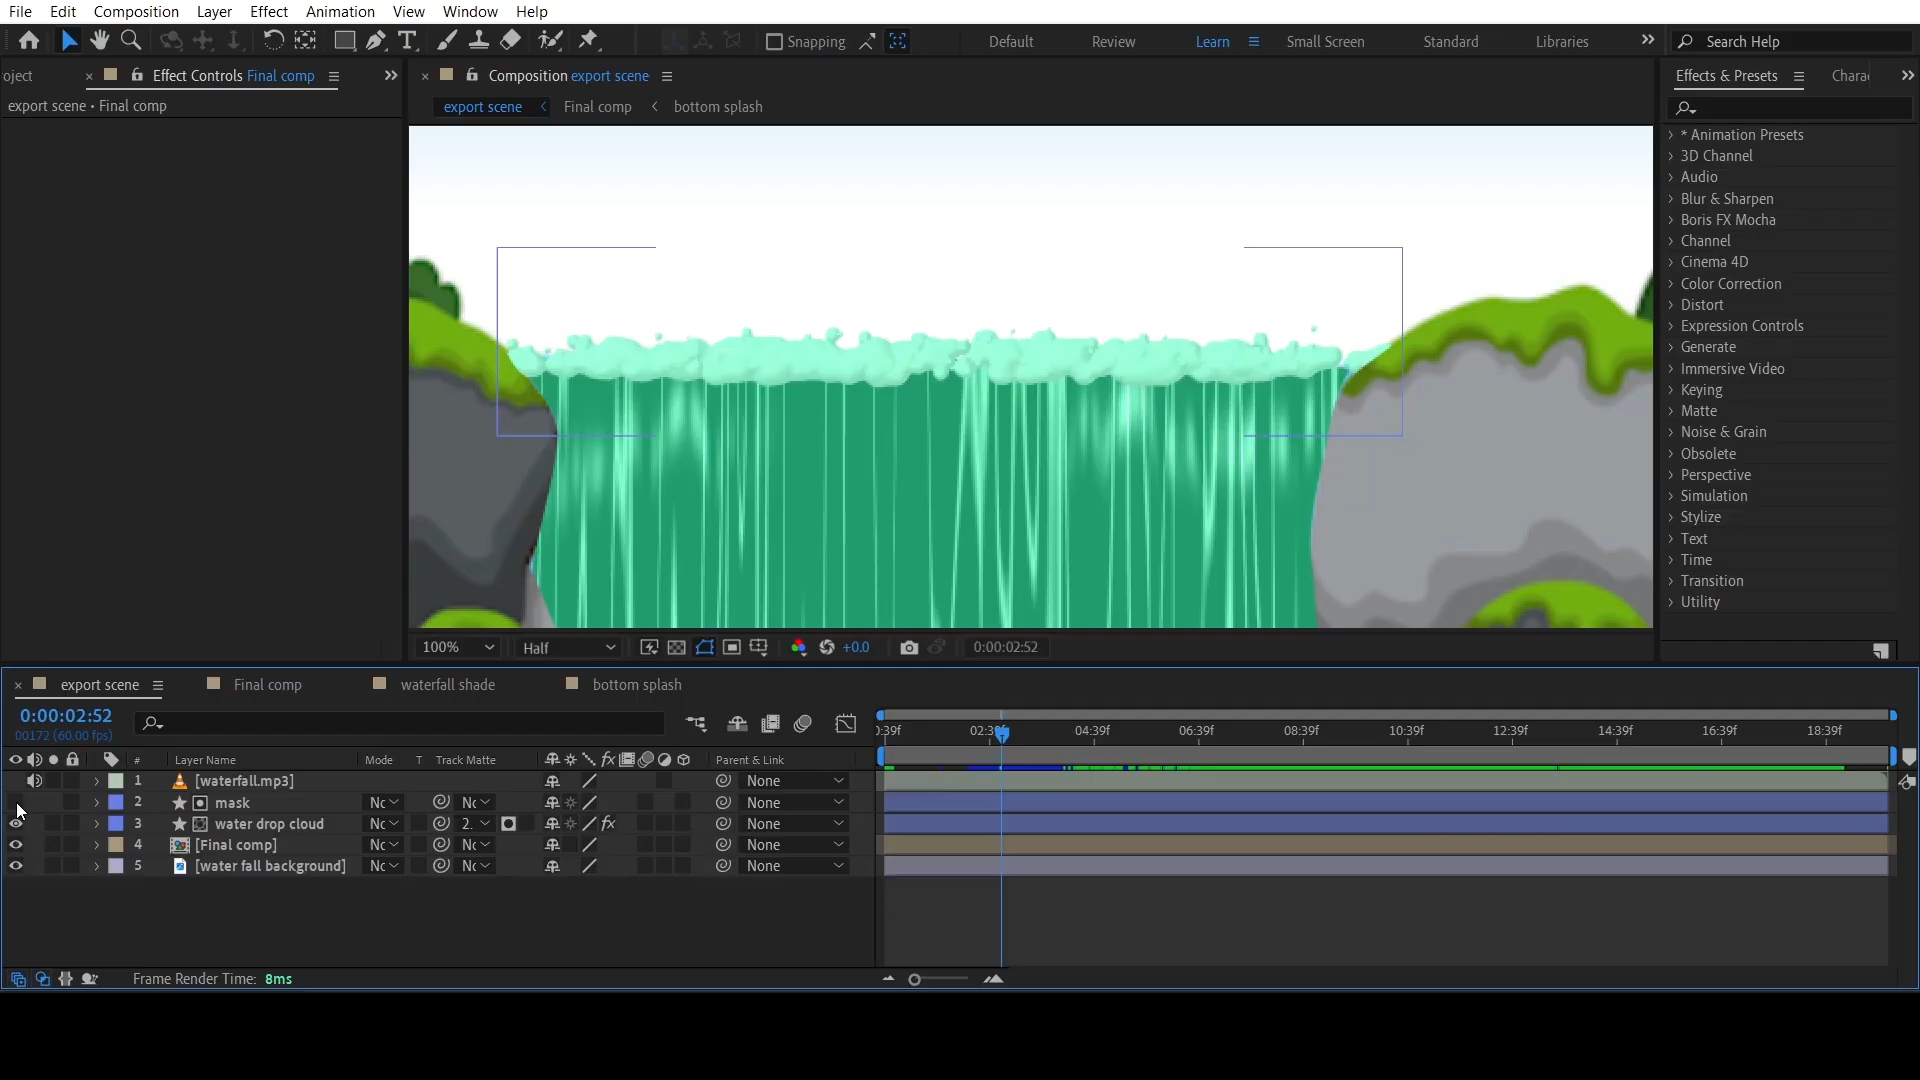 File Edit Composition Layer Effect Animation View Window Help
Snapping Default Review Learn Small Screen Standard Libraries Search Help
oject Effect Controls Final comp
export scene • Final comp
Composition export scene
export scene Final comp bottom splash
Effects & Presets Charac
* Animation Presets
3D Channel
Audio
Blur & Sharpen
Boris FX Mocha
Channel
Cinema 4D
Color Correction
Distort
Expression Controls
Generate
Immersive Video
Keying
Matte
Noise & Grain
Obsolete
Perspective
Simulation
Stylize
Text
Time
Transition
Utility
100% Half +0.0 0:00:02:52
export scene Final comp waterfall shade bottom splash
0:00:02:52
00172 (60.00 fps)
0:39f 02:39f 04:39f 06:39f 08:39f 10:39f 12:39f 14:39f 16:39f 18:39f
# Layer Name Mode T Track Matte fx Parent & Link
1 [waterfall.mp3] None
2 mask Nc Nc None
3 water drop cloud Nc 2. fx None
4 [Final comp] Nc Nc None
5 [water fall background] Nc Nc None
Frame Render Time: 8ms